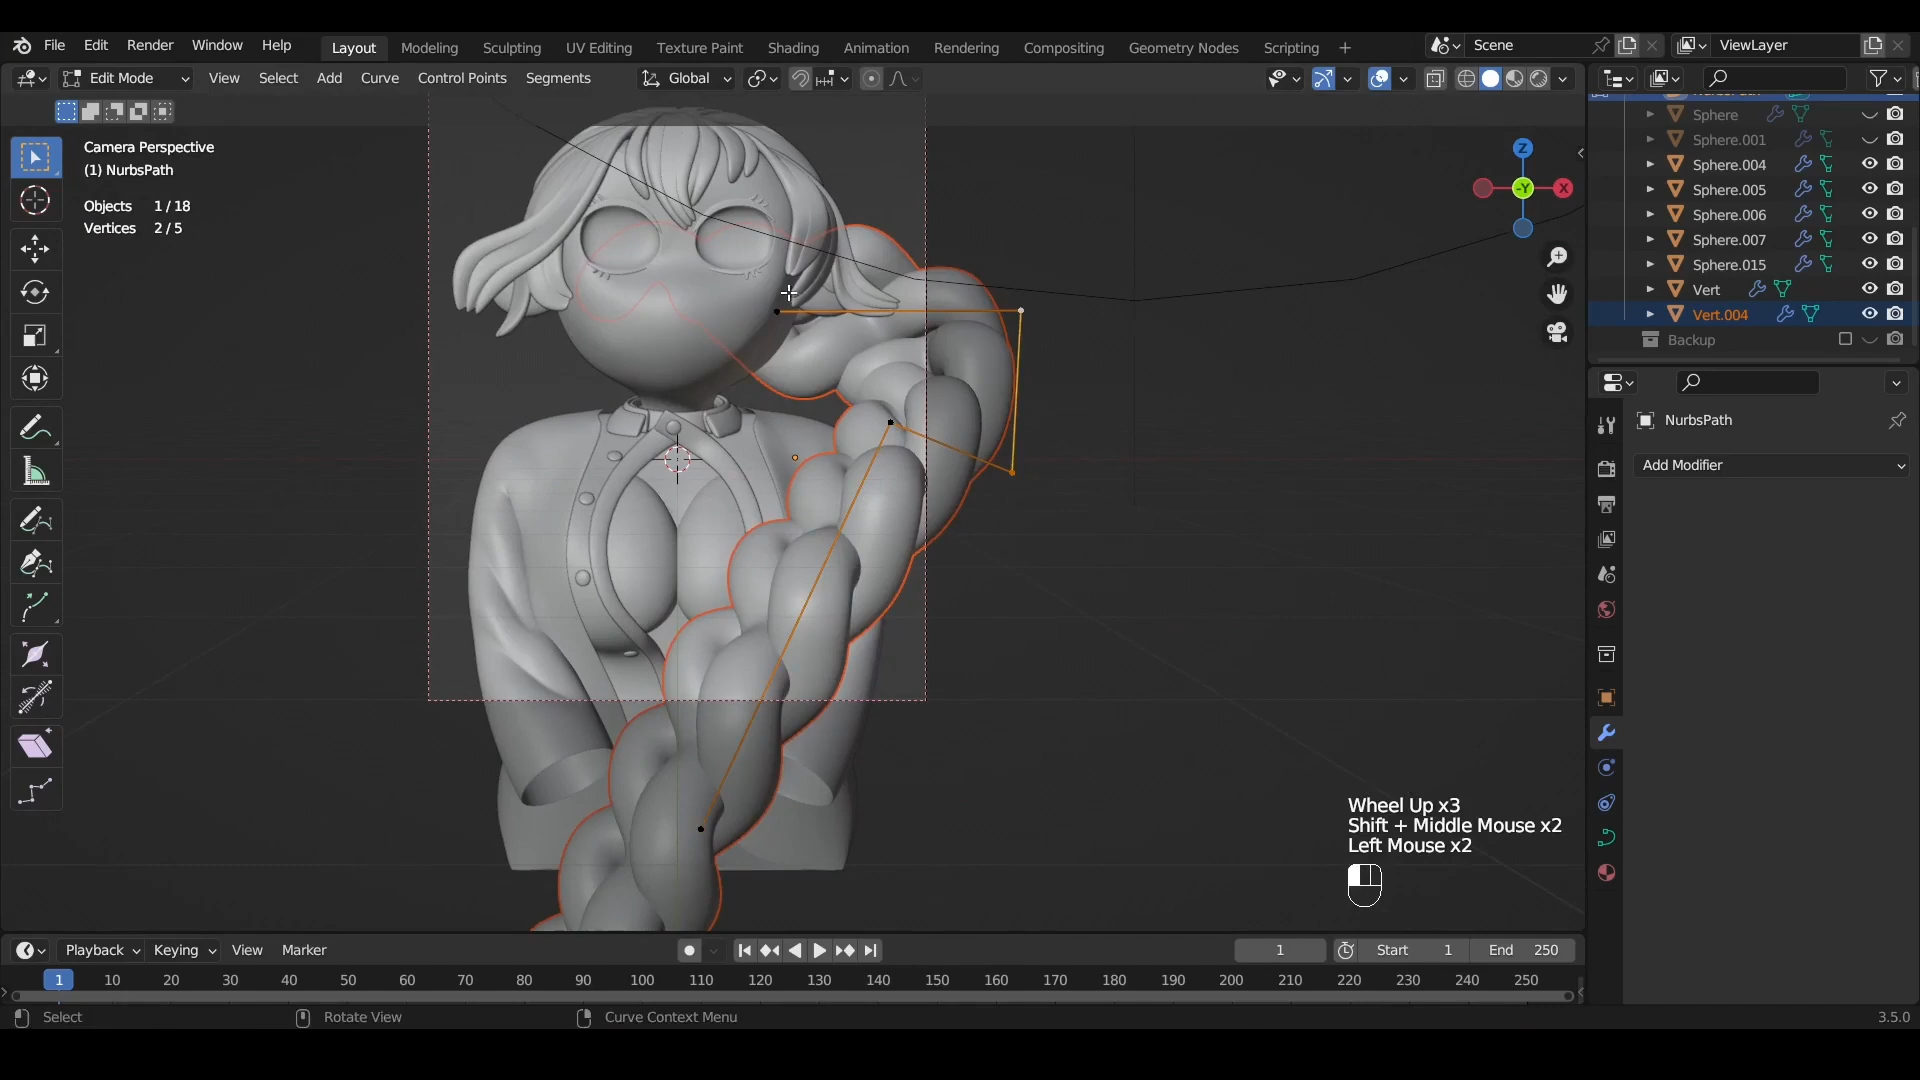 File Edit Render Window Help Layout Modeling Sculpting UV Editing Texture Paint Shading Animation Rendering Compositing Geometry Nodes Scripting + Scene ViewLayer
Edit Mode View Select Add Curve Control Points Segments Global
Camera Perspective
(1) NurbsPath
Objects 1 / 18
Vertices 2 / 5
Z
-Y
X
Sphere
Sphere.001
Sphere.004
Sphere.005
Sphere.006
Sphere.007
Sphere.015
Vert
Vert.004
Backup
NurbsPath
Add Modifier
Wheel Up x3
Shift + Middle Mouse x2
Left Mouse x2
Playback Keying View Marker 1 Start 1 End 250
1 10 20 30 40 50 60 70 80 90 100 110 120 130 140 150 160 170 180 190 200 210 220 230 240 250
Select Rotate View Curve Context Menu 3.5.0